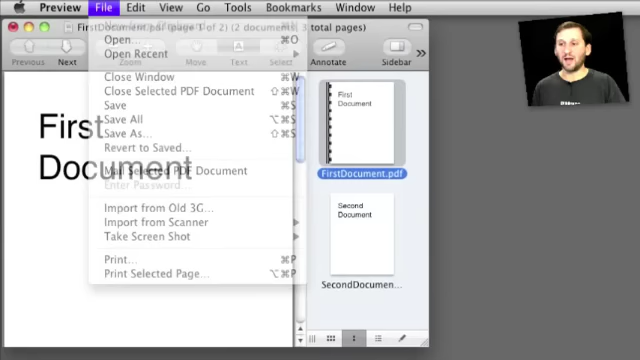 Preview File Edit View Go Tools Bookmarks Window Help
FirstDocument.pdf (page 1 of 2) (2 documents, 3 total pages)
Previous Next Zoom Move Text Select Annotate Sidebar
Open... ⌘O
Open Recent
Close Window ⌘W
Close Selected PDF Document ⇧⌘W
Save ⌘S
Save All ⌥⌘S
Save As... ⇧⌘S
Revert to Saved...
Mail Selected PDF Document
Enter Password...
Import from Old 3G...
Import from Scanner
Take Screen Shot
Print... ⌘P
Print Selected Page... ⌥⌘P
First
Document
First
Document
FirstDocument.pdf
Second
Document
SecondDocumen...